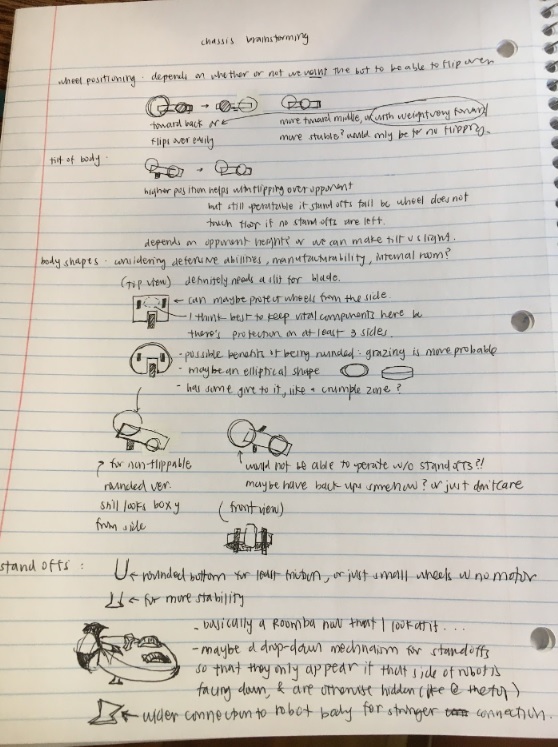 chassis brainstorming
wheel positioning - depends on whether or not we want the bot to be able to flip over
toward back
flips over easily
more toward middle, or with weight very forward
more stable? would only be for no flipping.
tilt of body -
higher position helps with flipping over opponent
but still operatable if stand offs fall bc wheel does not
touch floor if no stand offs are left.
depends on opponent heights or we can make tilt v slight.
body shapes - considering defensive abilities, manufacturability, internal room?
(top view) definitely needs a slit for blade.
← can maybe protect wheels from the side.
I think best to keep vital components here bc
there's protection on at least 3 sides.
- possible benefits of being rounded: grazing is more probable
- maybe an elliptical shape
- has some give to it, like a crumple zone?
for non-flippable
rounded ver.
still looks boxy
from side
would not be able to operate w/o stand offs?!
maybe have back ups somehow? or just don't care
(front view)
stand offs:
← rounded bottom for least friction, or just small wheels w no motor
← for more stability
- basically a Roomba now that I look at it...
- maybe a drop-down mechanism for standoffs
so that they only appear if that side of robot is
facing down, & are otherwise hidden (like @ the top)
← wider connection to robot body for stronger connection.